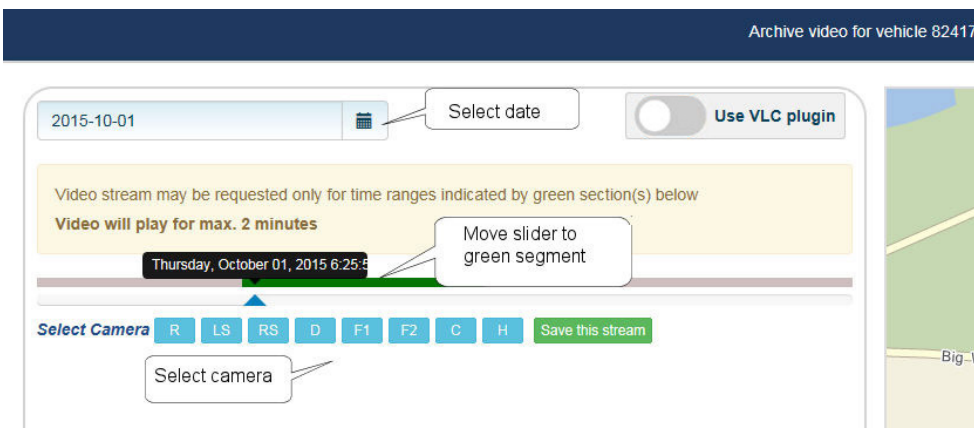 Archive video for vehicle 82417
2015-10-01
Select date
Use VLC plugin
Video stream may be requested only for time ranges indicated by green section(s) below
Video will play for max. 2 minutes
Move slider to
green segment
Thursday, October 01, 2015 6:25:5
Select Camera R LS RS D F1 F2 C H Save this stream
Select camera
Big